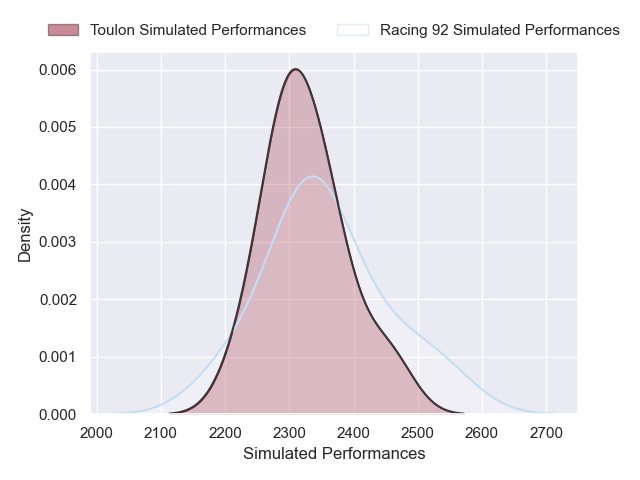 Toulon Simulated Performances
Racing 92 Simulated Performances
0.006
0.005
0.004
0.003
0.002
0.001
0.000
Density
2000 2100 2200 2300 2400 2500 2600 2700
Simulated Performances